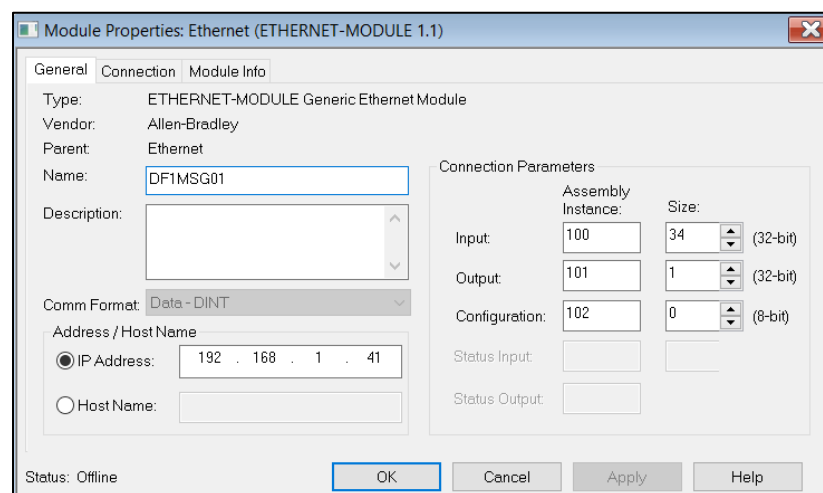 Module Properties: Ethernet (ETHERNET-MODULE 1.1)
General Connection Module Info
Type: ETHERNET-MODULE Generic Ethernet Module
Vendor: Allen-Bradley
Parent: Ethernet
Name: DF1MSG01
Description:
Comm Format: Data - DINT
Address / Host Name
IP Address: 192 . 168 . 1 . 41
Host Name:
Connection Parameters
Assembly
Instance: Size:
Input: 100 34 (32-bit)
Output: 101 1 (32-bit)
Configuration: 102 0 (8-bit)
Status Input:
Status Output:
Status: Offline OK Cancel Apply Help